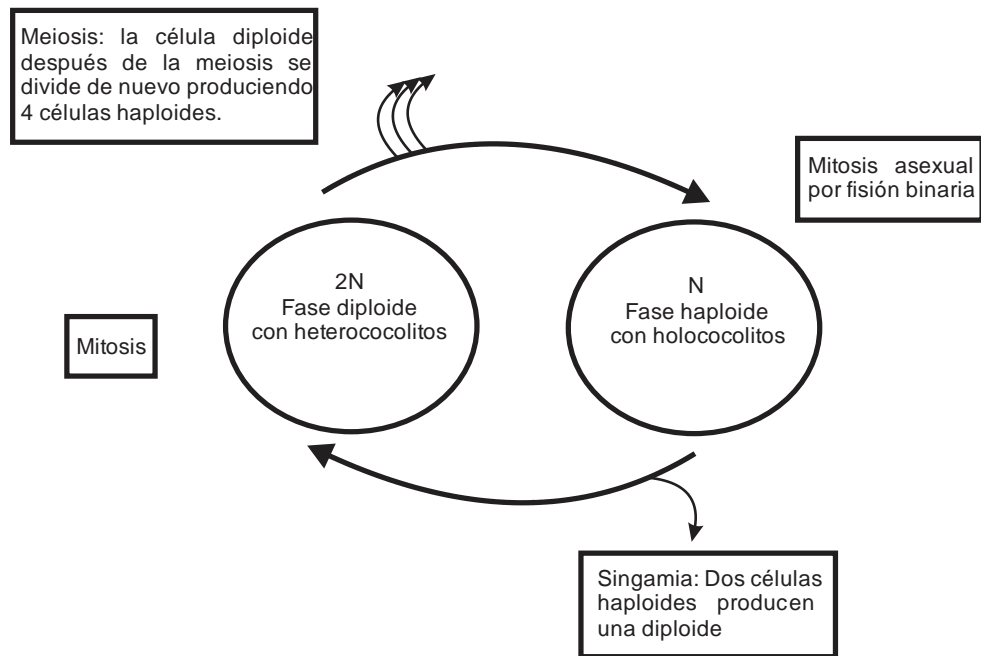 Meiosis: la célula diploide
después de la meiosis se
divide de nuevo produciendo
4 células haploides.
Mitosis asexual
por fisión binaria
2N
Fase diploide
con heterococolitos
N
Fase haploide
con holococolitos
Mitosis
Singamia: Dos células
haploides producen
una diploide